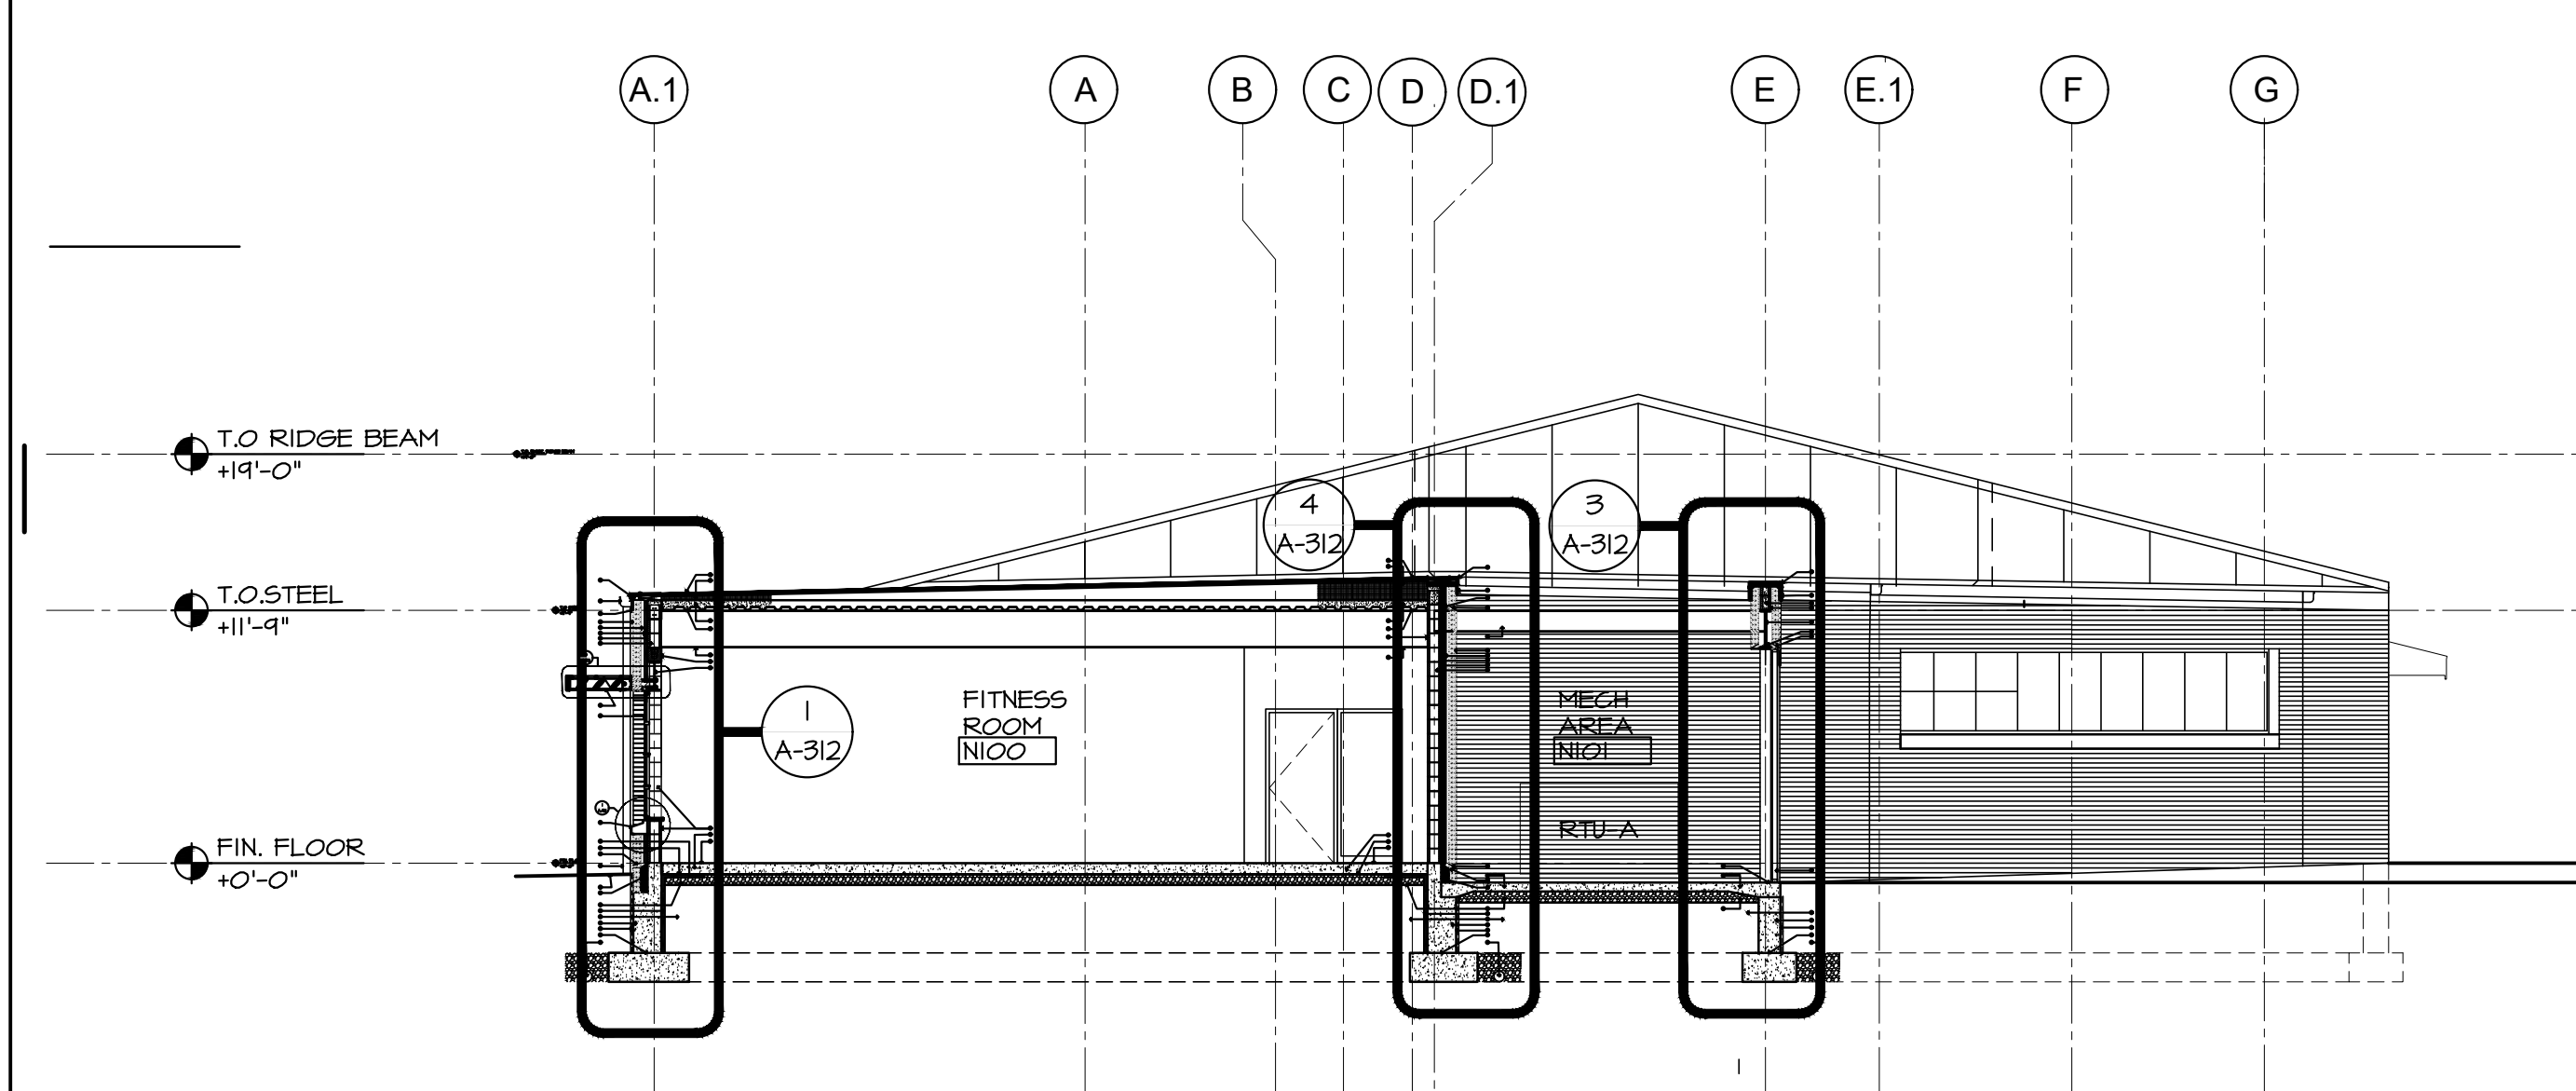 A.1
A
B
C
D
D.1
E
E.1
F
G
T.O RIDGE BEAM
+19'-0"
4
A-312
3
A-312
T.O.STEEL
+11'-9"
1
A-312
FITNESS
ROOM
N100
MECH
AREA
N101
RTU-A
FIN. FLOOR
+0'-0"